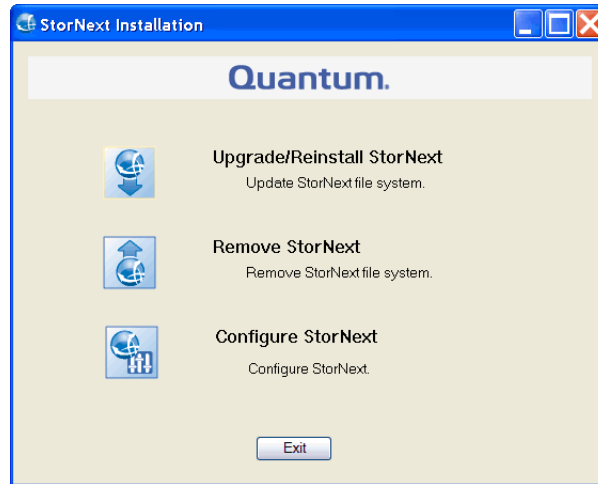 StorNext Installation
Quantum.
Upgrade/Reinstall StorNext
Update StorNext file system.
Remove StorNext
Remove StorNext file system.
Configure StorNext
Configure StorNext.
Exit